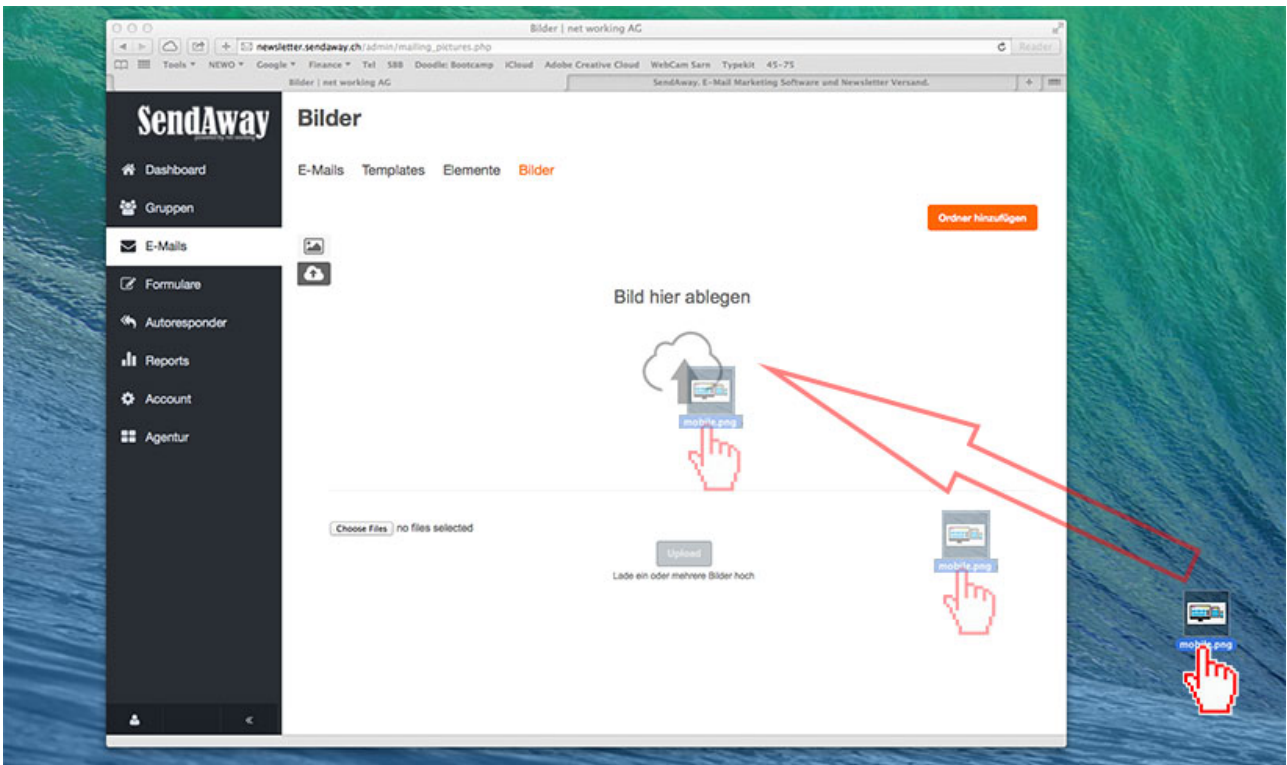 Bilder | net working AG
newsletter.sendaway.ch/admin/mailing_pictures.php
Reader
Tools NEWO Google Finance Tel SBB Doodle: Bootcamp iCloud Adobe Creative Cloud WebCam Sarn Typekit 45-75
Bilder | net working AG
SendAway. E-Mail Marketing Software und Newsletter Versand.
SendAway
powered by net working
Bilder
Dashboard
E-Mails Templates Elemente Bilder
Gruppen
Ordner hinzufügen
E-Mails
Formulare
Bild hier ablegen
Autoresponder
Reports
Account
mobile.png
Agentur
Choose Files no files selected
Upload
mobile.png
Lade ein oder mehrere Bilder hoch
mobile.png